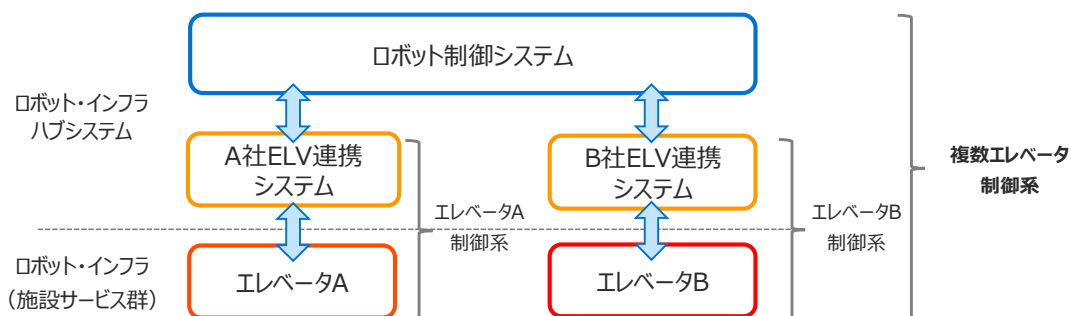 ロボット制御システム
ロボット・インフラ
ハブシステム
A社ELV連携
システム
B社ELV連携
システム
複数エレベータ
制御系
エレベータA
制御系
エレベータB
制御系
ロボット・インフラ
（施設サービス群）
エレベータA
エレベータB